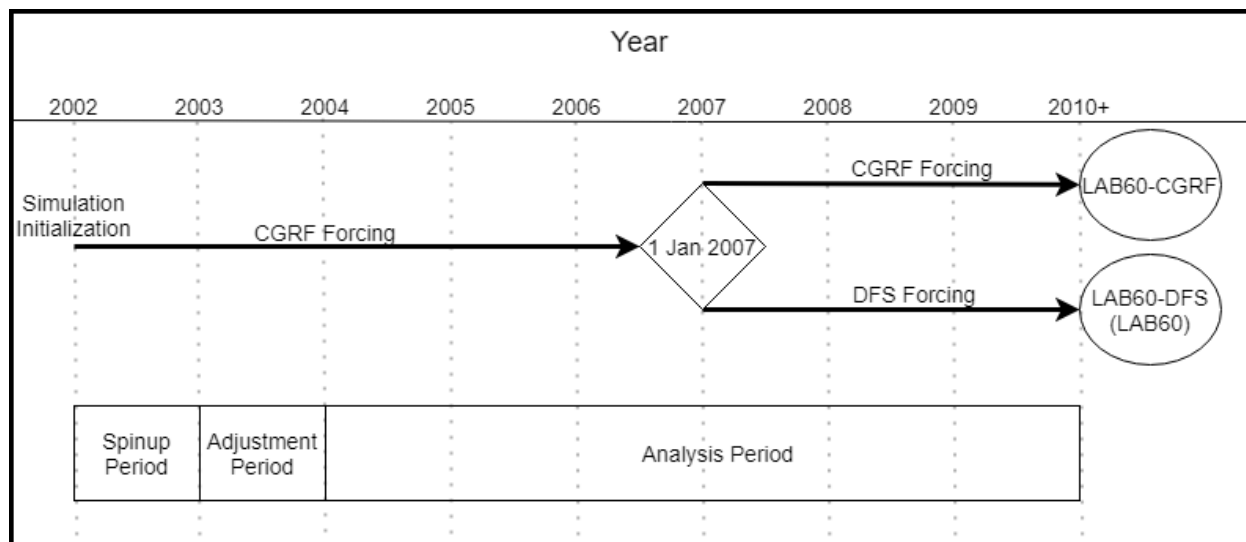 Year
2002 2003 2004 2005 2006 2007 2008 2009 2010+
CGRF Forcing
LAB60-CGRF
Simulation
Initialization
CGRF Forcing
1 Jan 2007
DFS Forcing
LAB60-DFS
(LAB60)
Spinup
Period
Adjustment
Period
Analysis Period